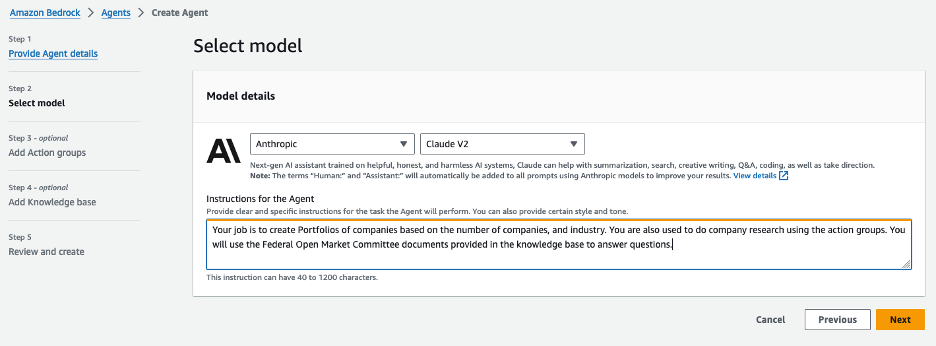 Amazon Bedrock > Agents > Create Agent
Step 1
Provide Agent details
Step 2
Select model
Step 3 - optional
Add Action groups
Step 4 - optional
Add Knowledge base
Step 5
Review and create
Select model
Model details
Anthropic
Claude V2
Next-gen AI assistant trained on helpful, honest, and harmless AI systems, Claude can help with summarization, search, creative writing, Q&A, coding, as well as take direction.
Note: The terms "Human:" and "Assistant:" will automatically be added to all prompts using Anthropic models to improve your results. View details
Instructions for the Agent
Provide clear and specific instructions for the task the Agent will perform. You can also provide certain style and tone.
Your job is to create Portfolios of companies based on the number of companies, and industry. You are also used to do company research using the action groups. You
will use the Federal Open Market Committee documents provided in the knowledge base to answer questions.
This instruction can have 40 to 1200 characters.
Cancel
Previous
Next